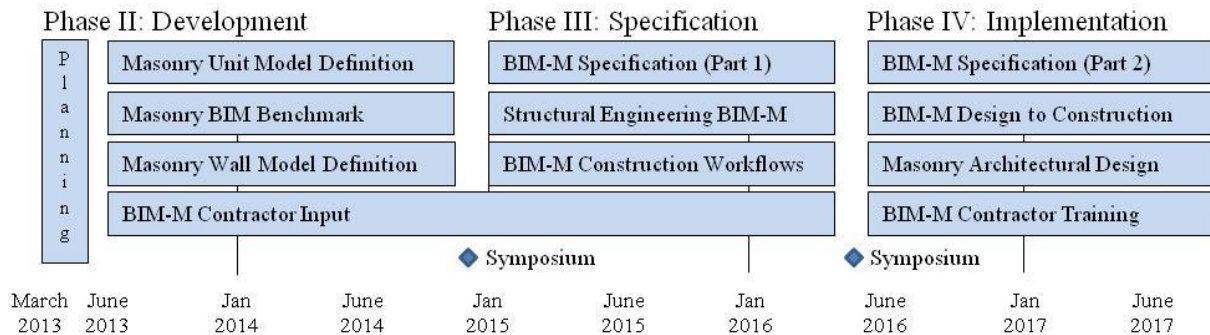 Phase II: Development
Phase III: Specification
Phase IV: Implementation
Planning
Masonry Unit Model Definition
BIM-M Specification (Part 1)
BIM-M Specification (Part 2)
Masonry BIM Benchmark
Structural Engineering BIM-M
BIM-M Design to Construction
Masonry Wall Model Definition
BIM-M Construction Workflows
Masonry Architectural Design
BIM-M Contractor Input
BIM-M Contractor Training
Symposium
Symposium
March 2013
June 2013
Jan 2014
June 2014
Jan 2015
June 2015
Jan 2016
June 2016
Jan 2017
June 2017